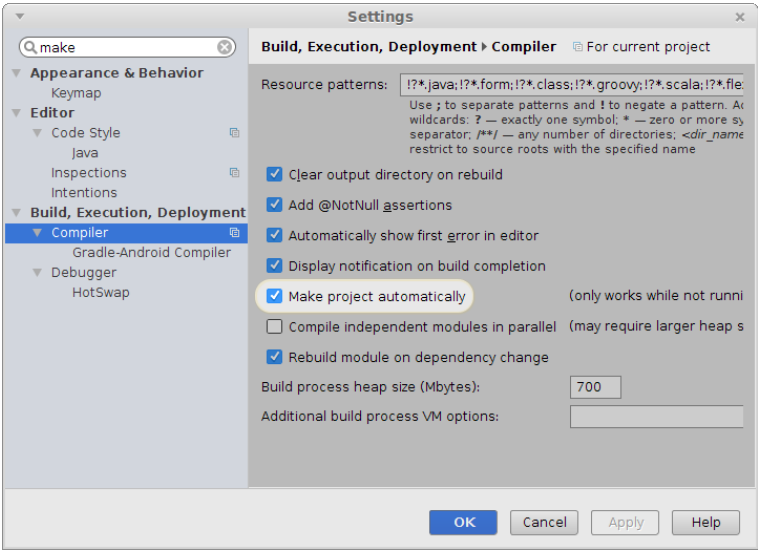 Settings
make
Build, Execution, Deployment Compiler For current project
Appearance & Behavior
Keymap
Editor
Code Style
Java
Inspections
Intentions
Build, Execution, Deployment
Compiler
Gradle-Android Compiler
Debugger
HotSwap
Resource patterns: !?*.java;!?*.form;!?*.class;!?*.groovy;!?*.scala;!?*.fle
Use ; to separate patterns and ! to negate a pattern. Ac
wildcards: ? — exactly one symbol; * — zero or more sy
separator; /**/ — any number of directories; <dir_name
restrict to source roots with the specified name
Clear output directory on rebuild
Add @NotNull assertions
Automatically show first error in editor
Display notification on build completion
Make project automatically (only works while not runni
Compile independent modules in parallel (may require larger heap s
Rebuild module on dependency change
Build process heap size (Mbytes): 700
Additional build process VM options:
OK Cancel Apply Help